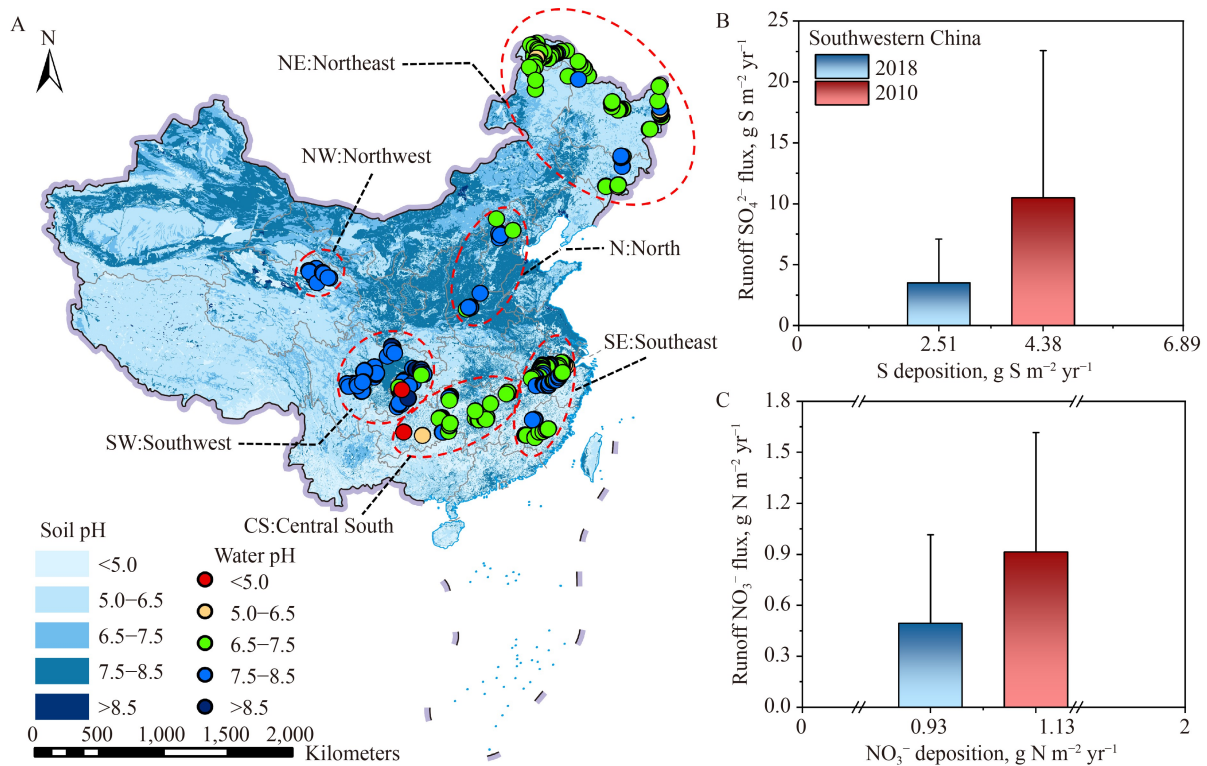 A
N
NE:Northeast
NW:Northwest
N:North
SE:Southeast
SW:Southwest
CS:Central South
Soil pH
<5.0
5.0−6.5
6.5−7.5
7.5−8.5
>8.5
Water pH
<5.0
5.0−6.5
6.5−7.5
7.5−8.5
>8.5
0 500 1,000 1,500 2,000
Kilometers
B
Southwestern China
2018
2010
Runoff SO₄²⁻ flux, g S m⁻² yr⁻¹
25
20
15
10
5
0
0 2.51 4.38 6.89
S deposition, g S m⁻² yr⁻¹
C
Runoff NO₃⁻ flux, g N m⁻² yr⁻¹
1.8
1.5
1.2
0.9
0.6
0.3
0.0
0 0.93 1.13 2
NO₃⁻ deposition, g N m⁻² yr⁻¹